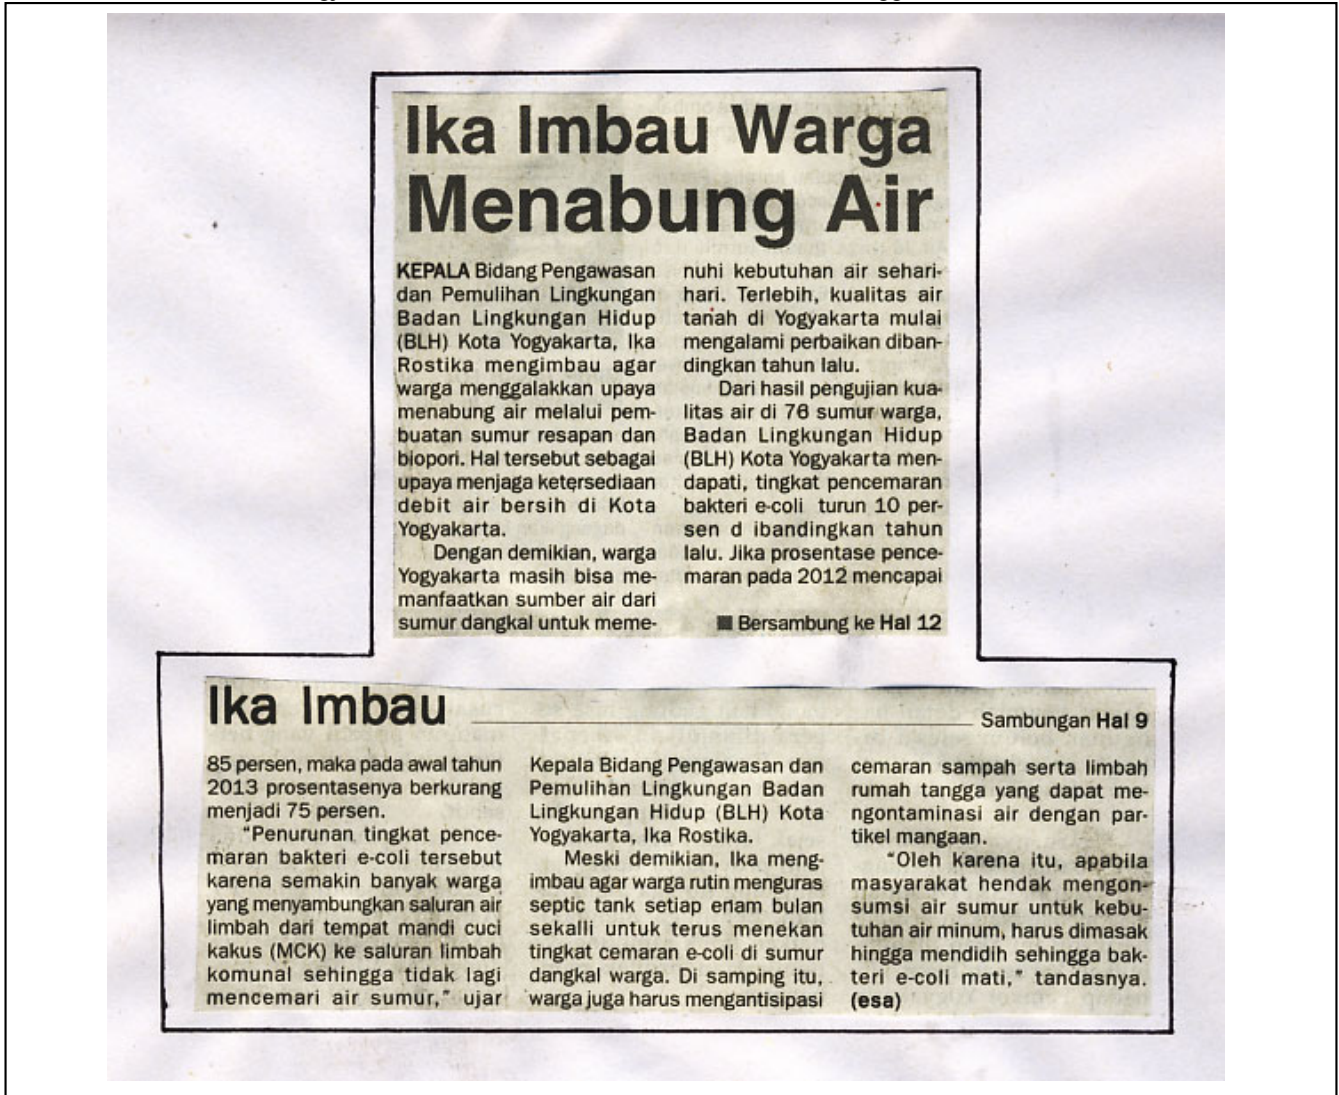 Ika Imbau Warga
Menabung Air
KEPALA Bidang Pengawasan
dan Pemulihan Lingkungan
Badan Lingkungan Hidup
(BLH) Kota Yogyakarta, Ika
Rostika mengimbau agar
warga menggalakkan upaya
menabung air melalui pem-
buatan sumur resapan dan
biopori. Hal tersebut sebagai
upaya menjaga ketersediaan
debit air bersih di Kota
Yogyakarta.
Dengan demikian, warga
Yogyakarta masih bisa me-
manfaatkan sumber air dari
sumur dangkal untuk meme-
nuhi kebutuhan air sehari-
hari. Terlebih, kualitas air
tanah di Yogyakarta mulai
mengalami perbaikan diban-
dingkan tahun lalu.
Dari hasil pengujian kua-
litas air di 76 sumur warga,
Badan Lingkungan Hidup
(BLH) Kota Yogyakarta men-
dapati, tingkat pencemaran
bakteri e-coli turun 10 per-
sen d ibandingkan tahun
lalu. Jika prosentase pence-
maran pada 2012 mencapai
■ Bersambung ke Hal 12
Ika Imbau
Sambungan Hal 9
85 persen, maka pada awal tahun
2013 prosentasenya berkurang
menjadi 75 persen.
"Penurunan tingkat pence-
maran bakteri e-coli tersebut
karena semakin banyak warga
yang menyambungkan saluran air
limbah dari tempat mandi cuci
kakus (MCK) ke saluran limbah
komunal sehingga tidak lagi
mencemari air sumur," ujar
Kepala Bidang Pengawasan dan
Pemulihan Lingkungan Badan
Lingkungan Hidup (BLH) Kota
Yogyakarta, Ika Rostika.
Meski demikian, Ika meng-
imbau agar warga rutin menguras
septic tank setiap enam bulan
sekalli untuk terus menekan
tingkat cemaran e-coli di sumur
dangkal warga. Di samping itu,
warga juga harus mengantisipasi
cemaran sampah serta limbah
rumah tangga yang dapat me-
ngontaminasi air dengan par-
tikel mangaan.
"Oleh karena itu, apabila
masyarakat hendak mengon-
sumsi air sumur untuk kebu-
tuhan air minum, harus dimasak
hingga mendidih sehingga bak-
teri e-coli mati," tandasnya.
(esa)